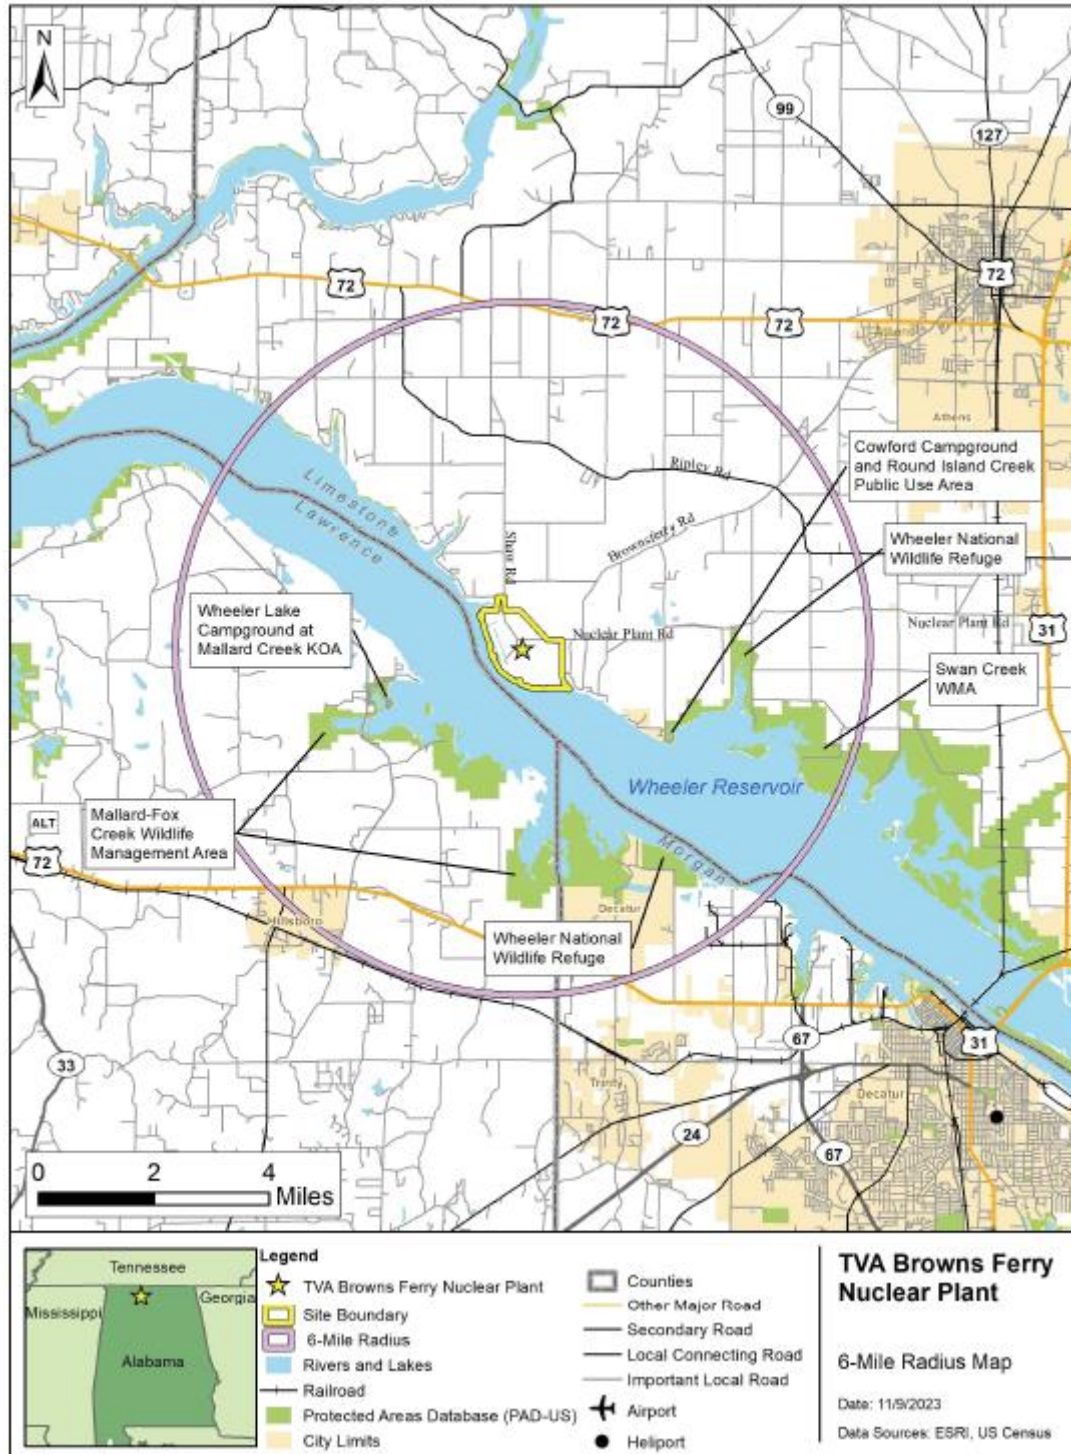 N
99
127
72
72
72
72
Athens
Cowford Campground
and Round Island Creek
Public Use Area
Ripley Rd
Limestone
Lawrence
Brownsferry Rd
Wheeler National
Wildlife Refuge
Shaw Rd
Wheeler Lake
Campground at
Mallard Creek KOA
Nuclear Plant Rd
Nuclear Plant Rd
31
Swan Creek
WMA
Wheeler Reservoir
Mallard-Fox
Creek Wildlife
Management Area
ALT
72
Morgan
Hillsboro
Decatur
Wheeler National
Wildlife Refuge
67
31
33
Trinity
Decatur
24
67
0 2 4
Miles
Legend
TVA Browns Ferry Nuclear Plant
Site Boundary
6-Mile Radius
Rivers and Lakes
Railroad
Protected Areas Database (PAD-US)
City Limits
Counties
Other Major Road
Secondary Road
Local Connecting Road
Important Local Road
Airport
Heliport
Tennessee
Mississippi
Georgia
Alabama
TVA Browns Ferry
Nuclear Plant
6-Mile Radius Map
Date: 11/9/2023
Data Sources: ESRI, US Census